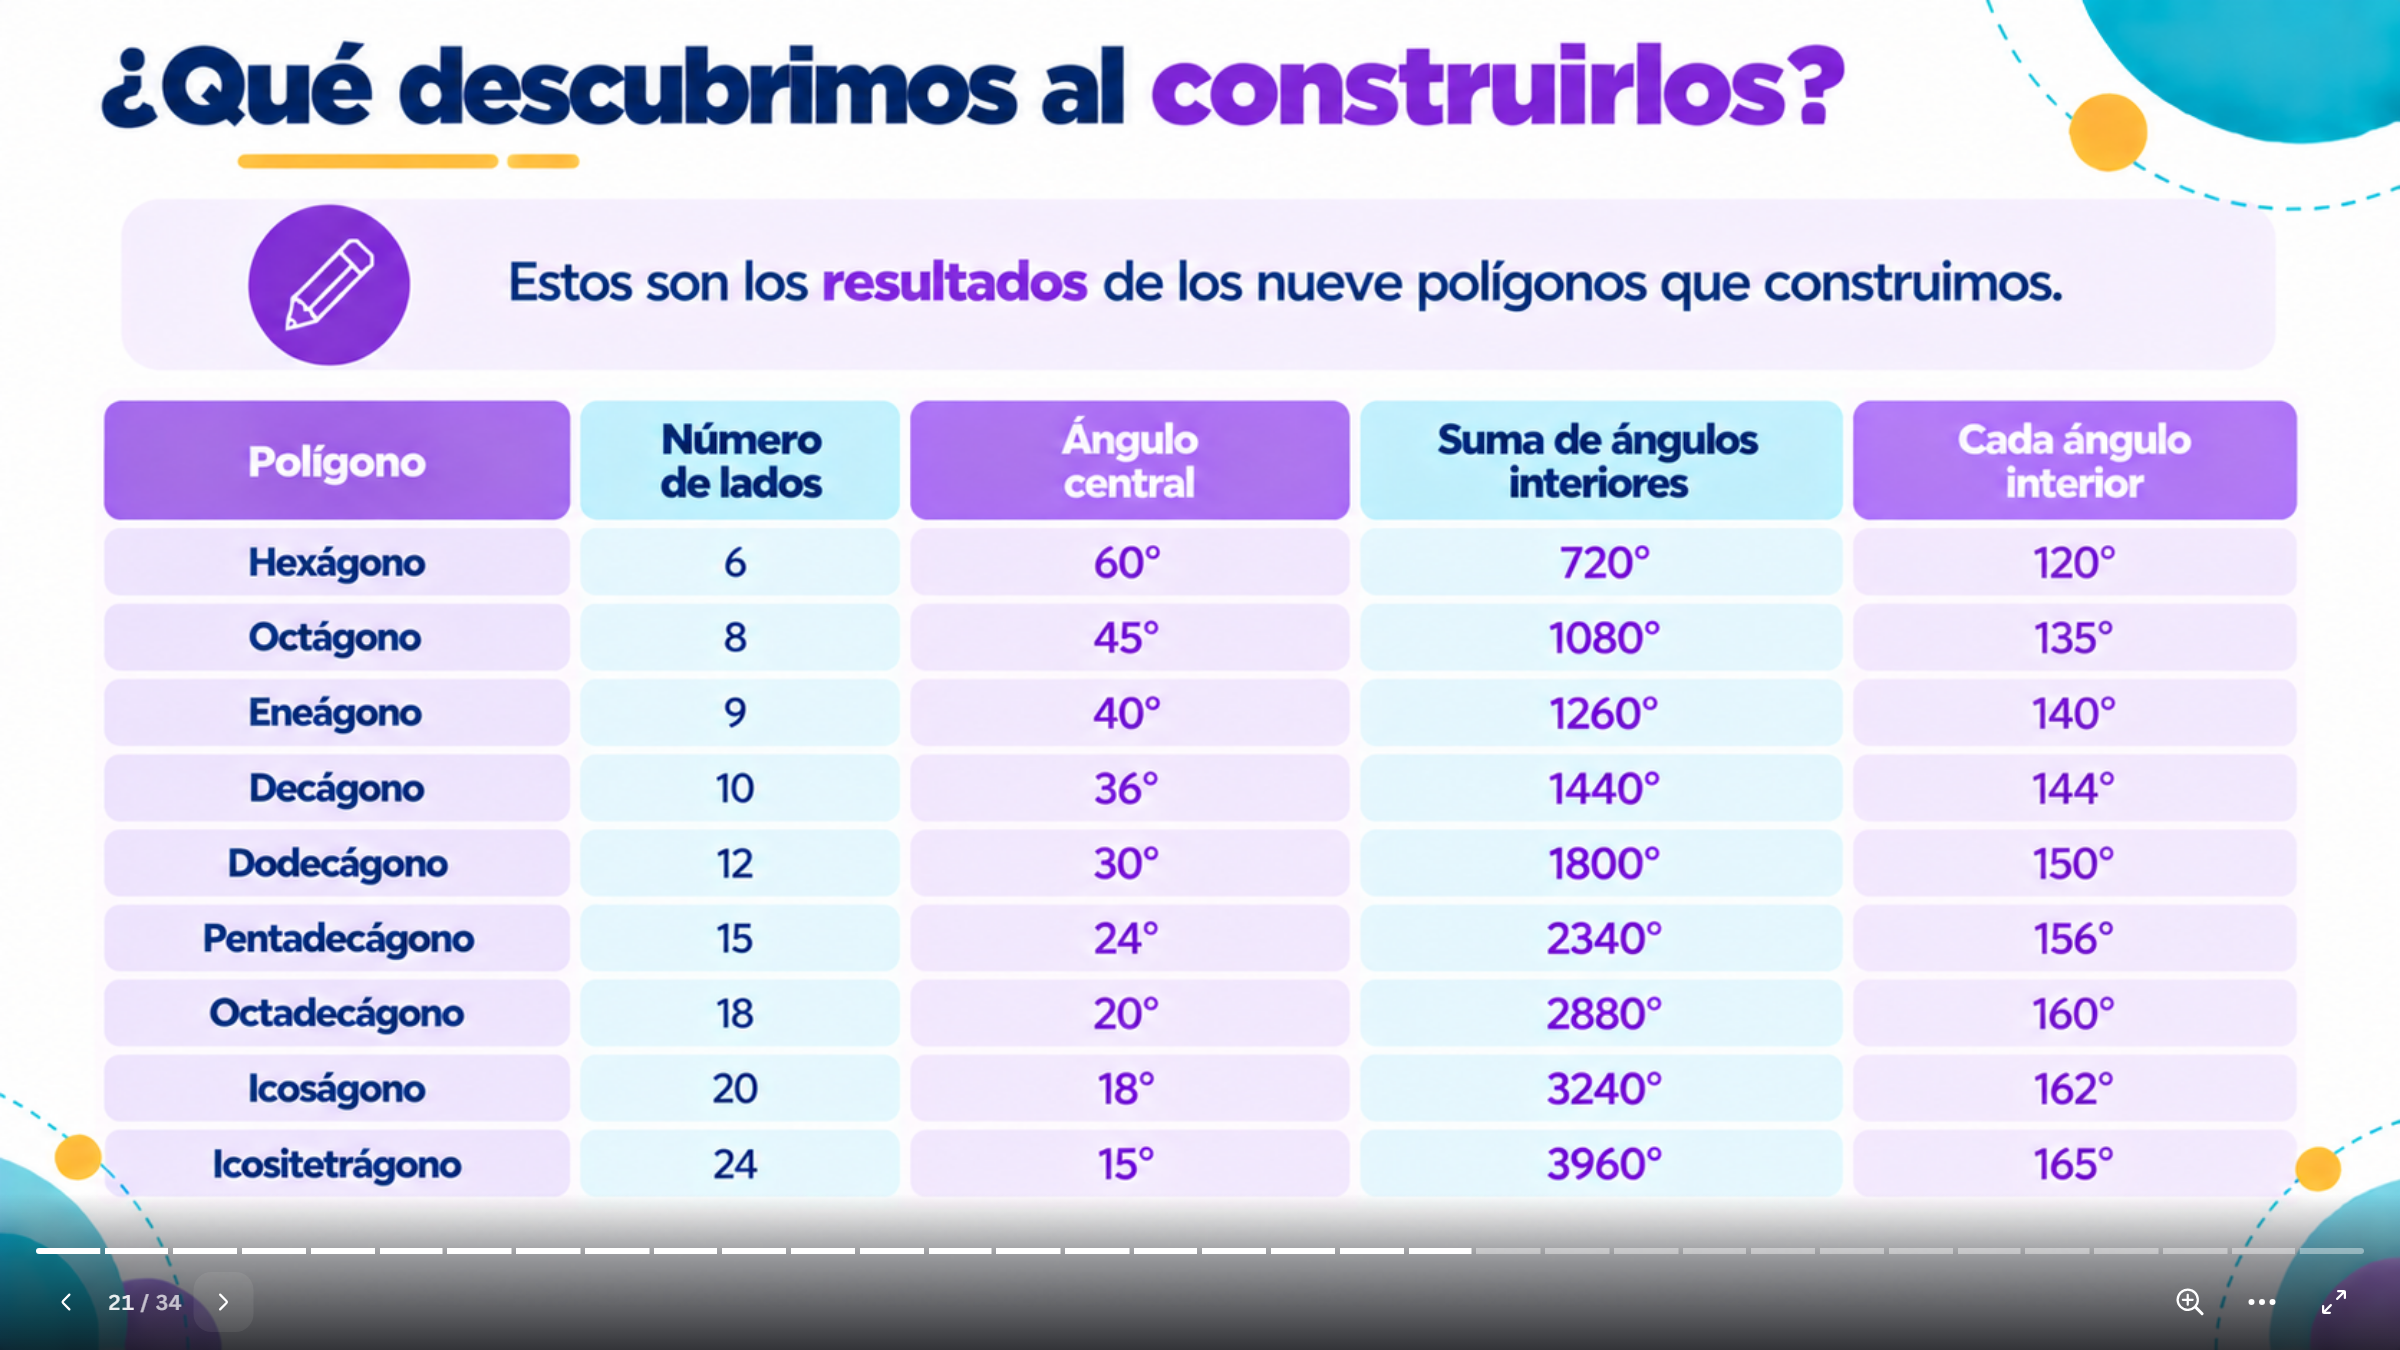 ¿Qué descubrimos al construirlos?
Estos son los resultados de los nueve polígonos que construimos.
Polígono Número de lados Ángulo central Suma de ángulos interiores Cada ángulo interior
Hexágono 6 60° 720° 120°
Octágono 8 45° 1080° 135°
Eneágono 9 40° 1260° 140°
Decágono 10 36° 1440° 144°
Dodecágono 12 30° 1800° 150°
Pentadecágono 15 24° 2340° 156°
Octadecágono 18 20° 2880° 160°
Icoságono 20 18° 3240° 162°
Icositetrágono 24 15° 3960° 165°
21 / 34